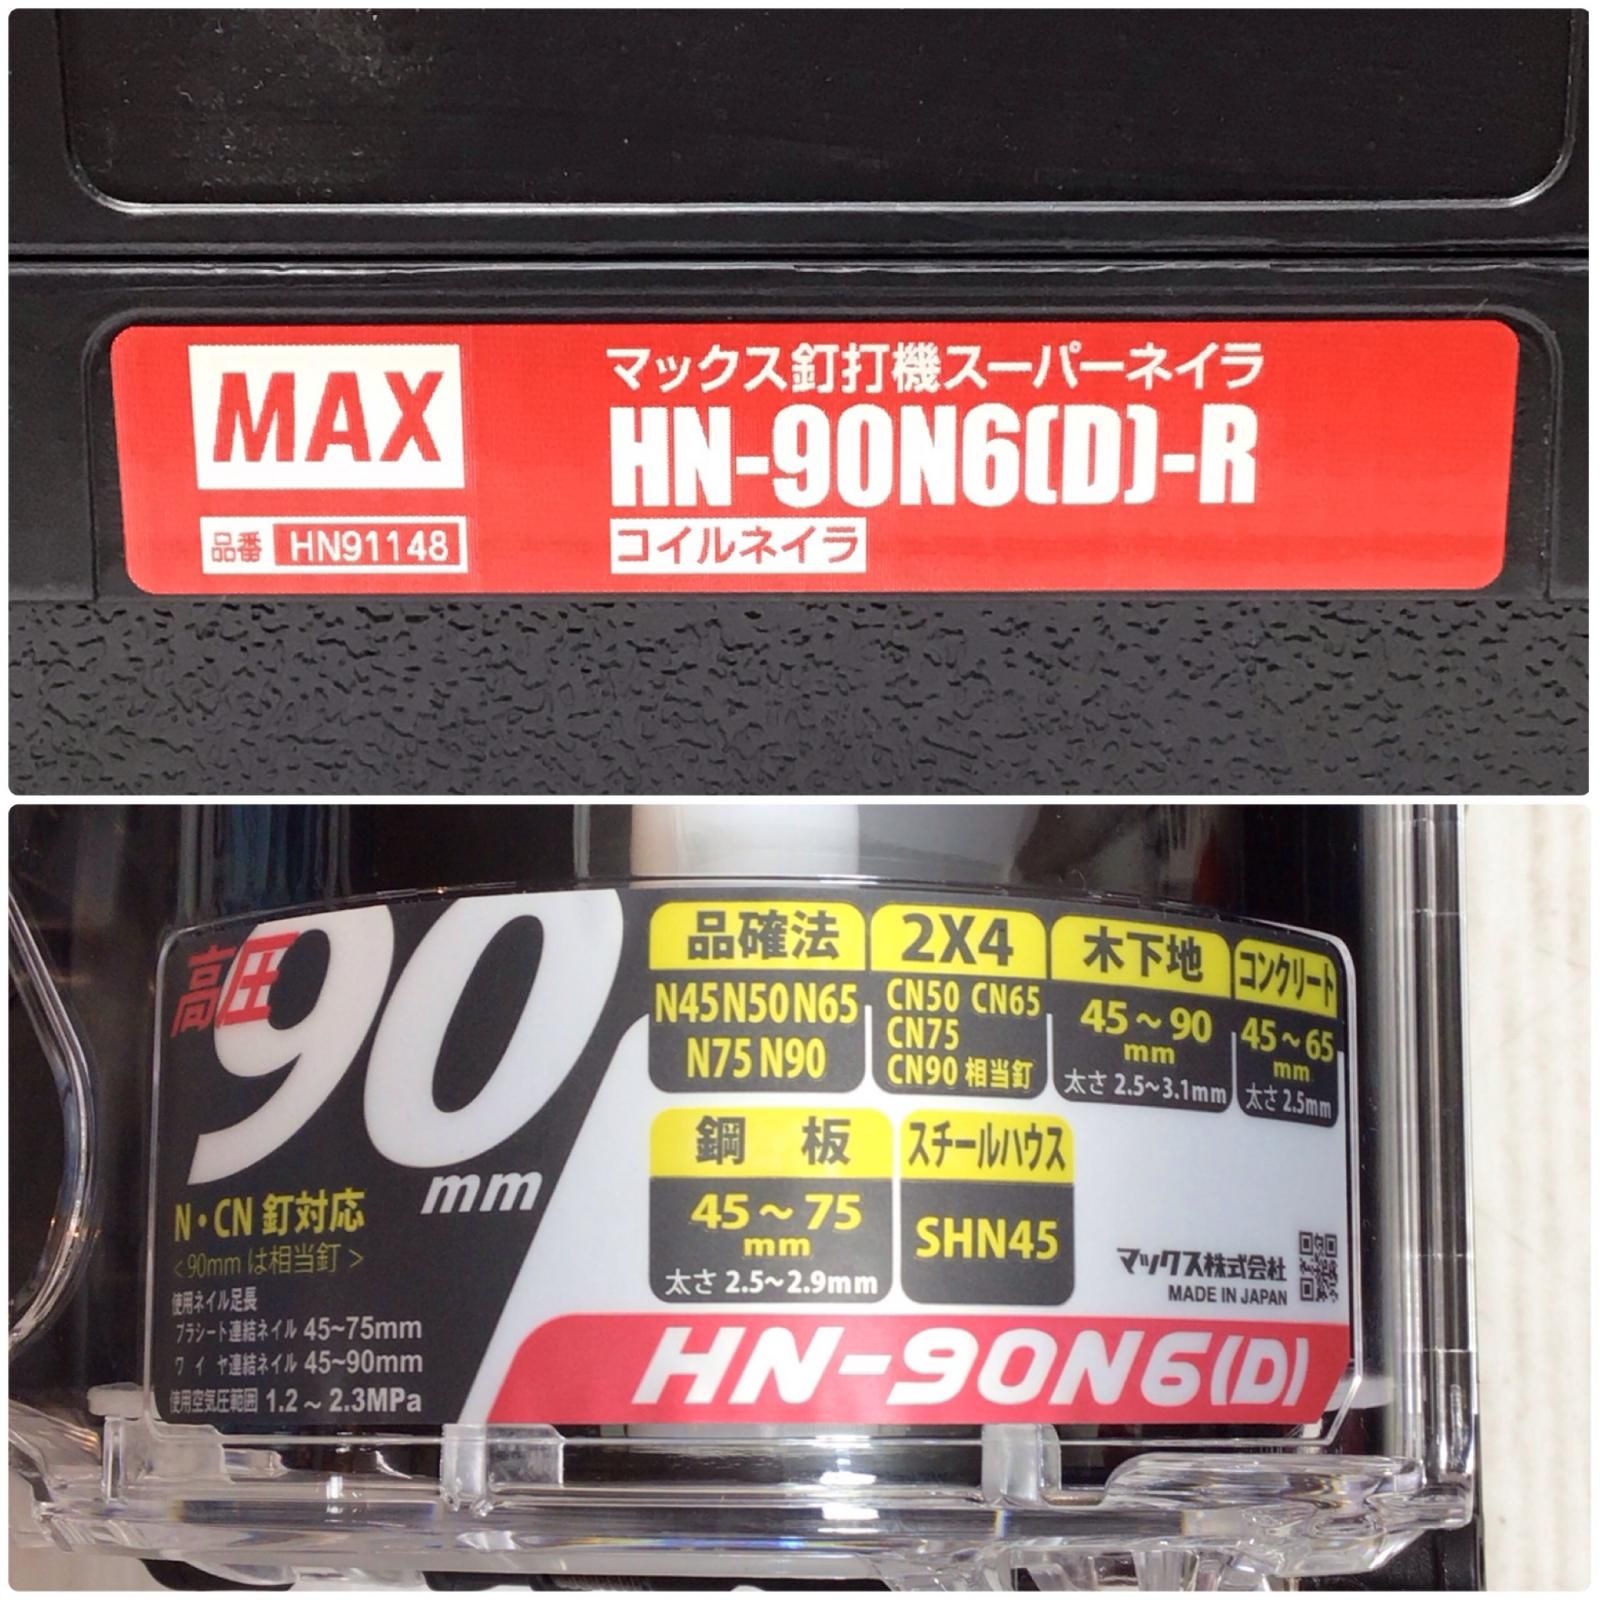 MAX
品番 HN91148
マックス釘打機スーパーネイラ
HN-90N6(D)-R
コイルネイラ
高圧
90mm
N・CN 釘対応
<90mm は相当釘>
使用ネイル足長
プラシート連結ネイル 45~75mm
ワイヤ連結ネイル 45~90mm
使用空気圧範囲 1.2~2.3MPa
品確法
N45 N50 N65
N75 N90
2X4
CN50 CN65
CN75
CN90 相当釘
木下地
45~90
mm
太さ 2.5~3.1mm
コンクリート
45~65
mm
太さ 2.5mm
鋼 板
45~75
mm
太さ 2.5~2.9mm
スチールハウス
SHN45
マックス株式会社
MADE IN JAPAN
HN-90N6(D)